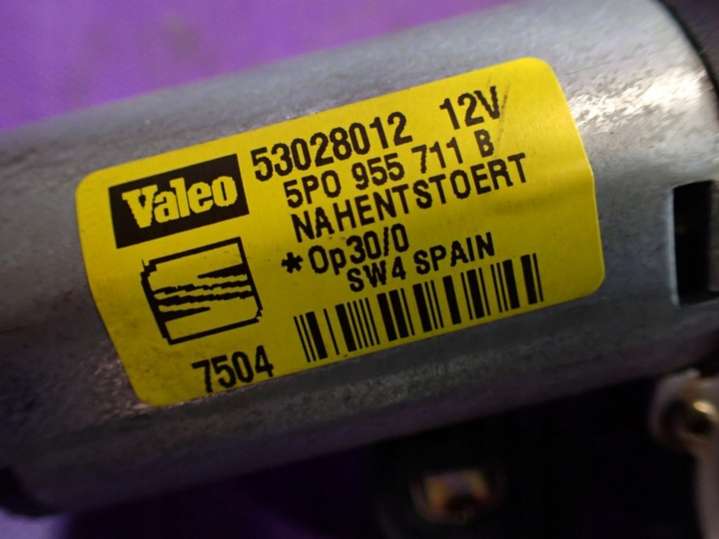 Valeo
53028012 12V
5P0 955 711 B
NAHENTSTOERT
*Op30/0
SW4 SPAIN
7504